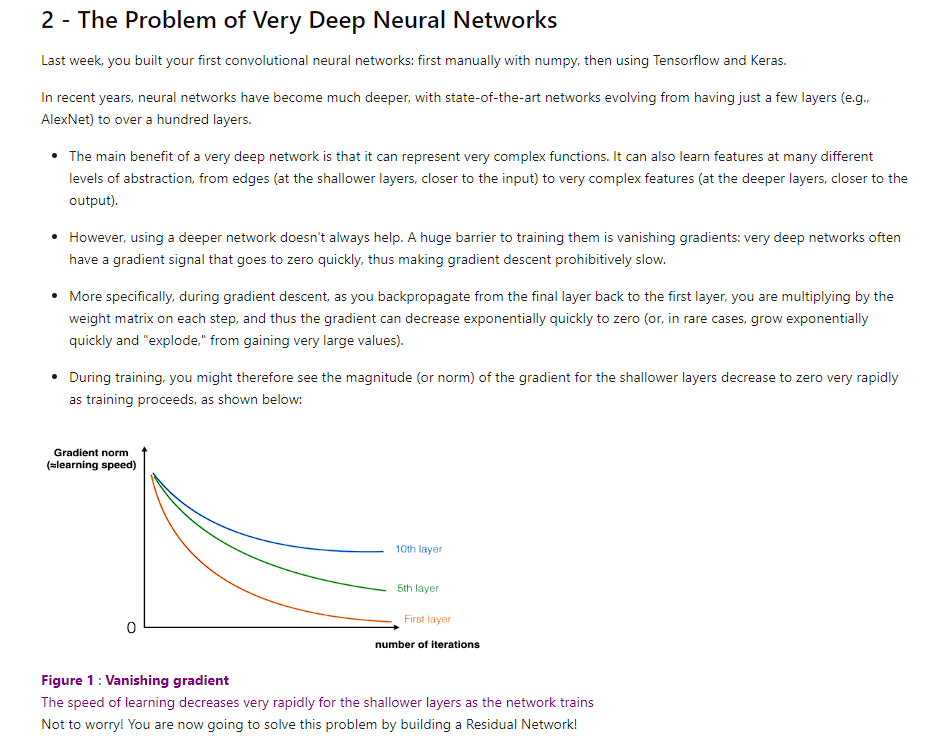 2 - The Problem of Very Deep Neural Networks
Last week, you built your first convolutional neural networks: first manually with numpy, then using Tensorflow and Keras.
In recent years, neural networks have become much deeper, with state-of-the-art networks evolving from having just a few layers (e.g.,
AlexNet) to over a hundred layers.
• The main benefit of a very deep network is that it can represent very complex functions. It can also learn features at many different
levels of abstraction, from edges (at the shallower layers, closer to the input) to very complex features (at the deeper layers, closer to the
output).
• However, using a deeper network doesn't always help. A huge barrier to training them is vanishing gradients: very deep networks often
have a gradient signal that goes to zero quickly, thus making gradient descent prohibitively slow.
• More specifically, during gradient descent, as you backpropagate from the final layer back to the first layer, you are multiplying by the
weight matrix on each step, and thus the gradient can decrease exponentially quickly to zero (or, in rare cases, grow exponentially
quickly and "explode," from gaining very large values).
• During training, you might therefore see the magnitude (or norm) of the gradient for the shallower layers decrease to zero very rapidly
as training proceeds, as shown below:
Gradient norm
(≈learning speed)
10th layer
5th layer
First layer
0
number of iterations
Figure 1 : Vanishing gradient
The speed of learning decreases very rapidly for the shallower layers as the network trains
Not to worry! You are now going to solve this problem by building a Residual Network!